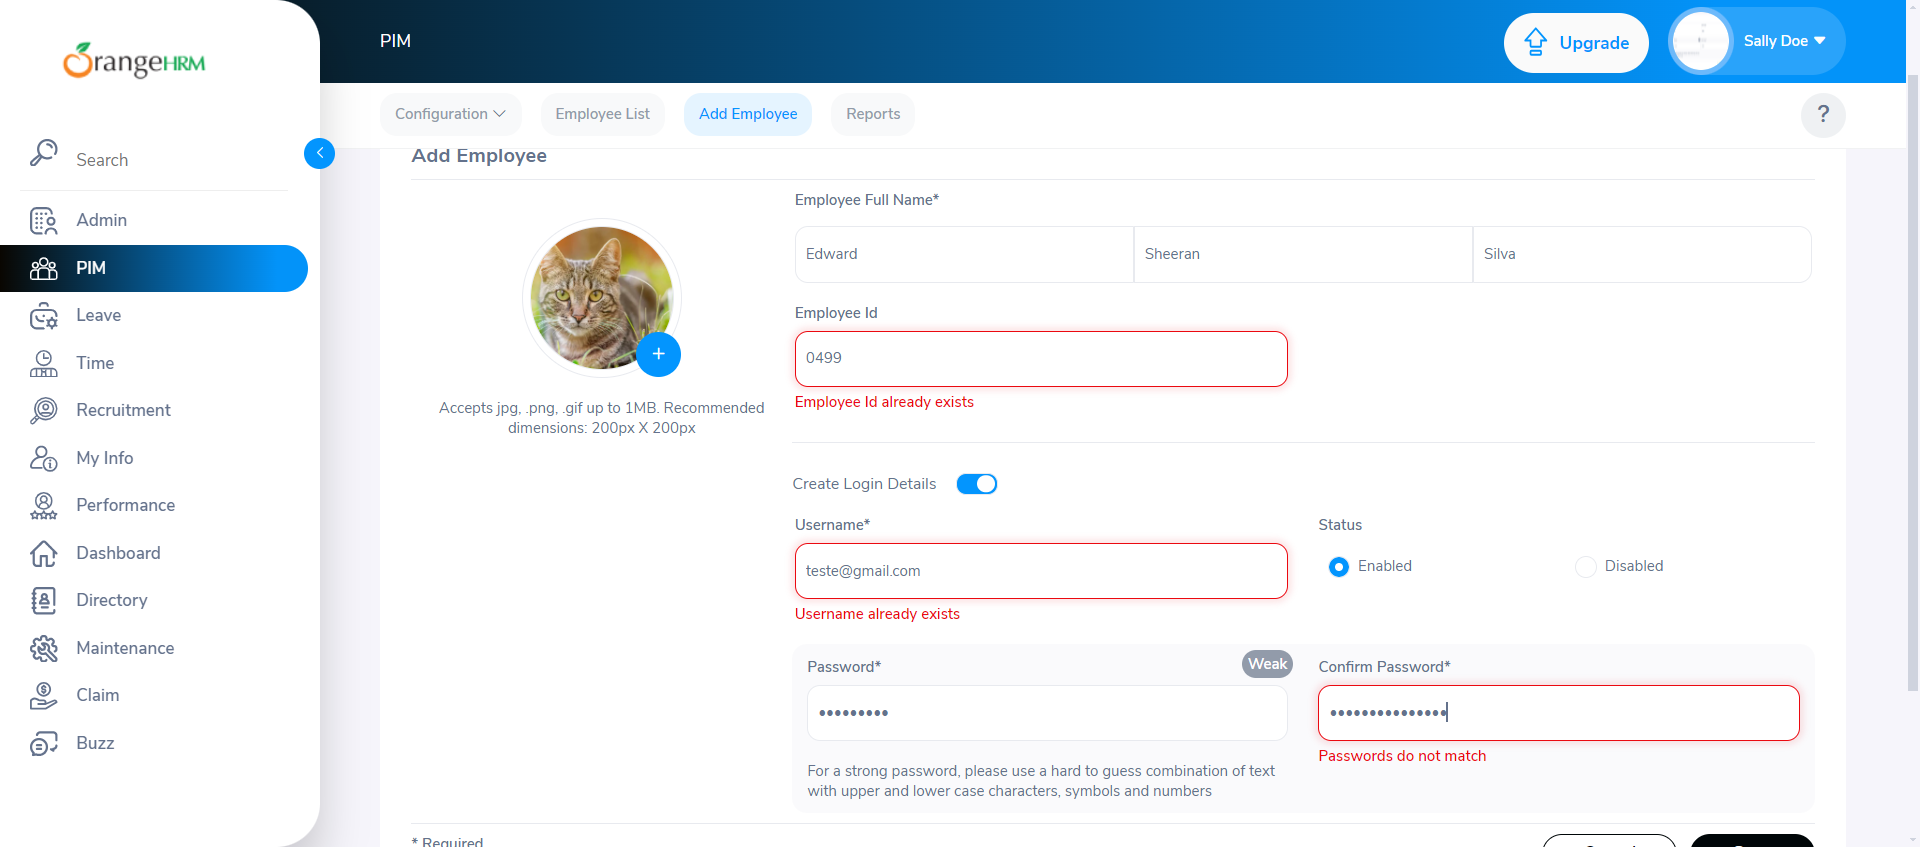 OrangeHRM
PIM
Upgrade
Sally Doe
Configuration
Employee List
Add Employee
Reports
?
Search
Admin
PIM
Leave
Time
Recruitment
My Info
Performance
Dashboard
Directory
Maintenance
Claim
Buzz
Add Employee
Accepts jpg, .png, .gif up to 1MB. Recommended
dimensions: 200px X 200px
Employee Full Name*
Edward
Sheeran
Silva
Employee Id
0499
Employee Id already exists
Create Login Details
Username*
teste@gmail.com
Username already exists
Status
Enabled
Disabled
Password*
Weak
•••••••••
For a strong password, please use a hard to guess combination of text
with upper and lower case characters, symbols and numbers
Confirm Password*
•••••••••••••••
Passwords do not match
* Required